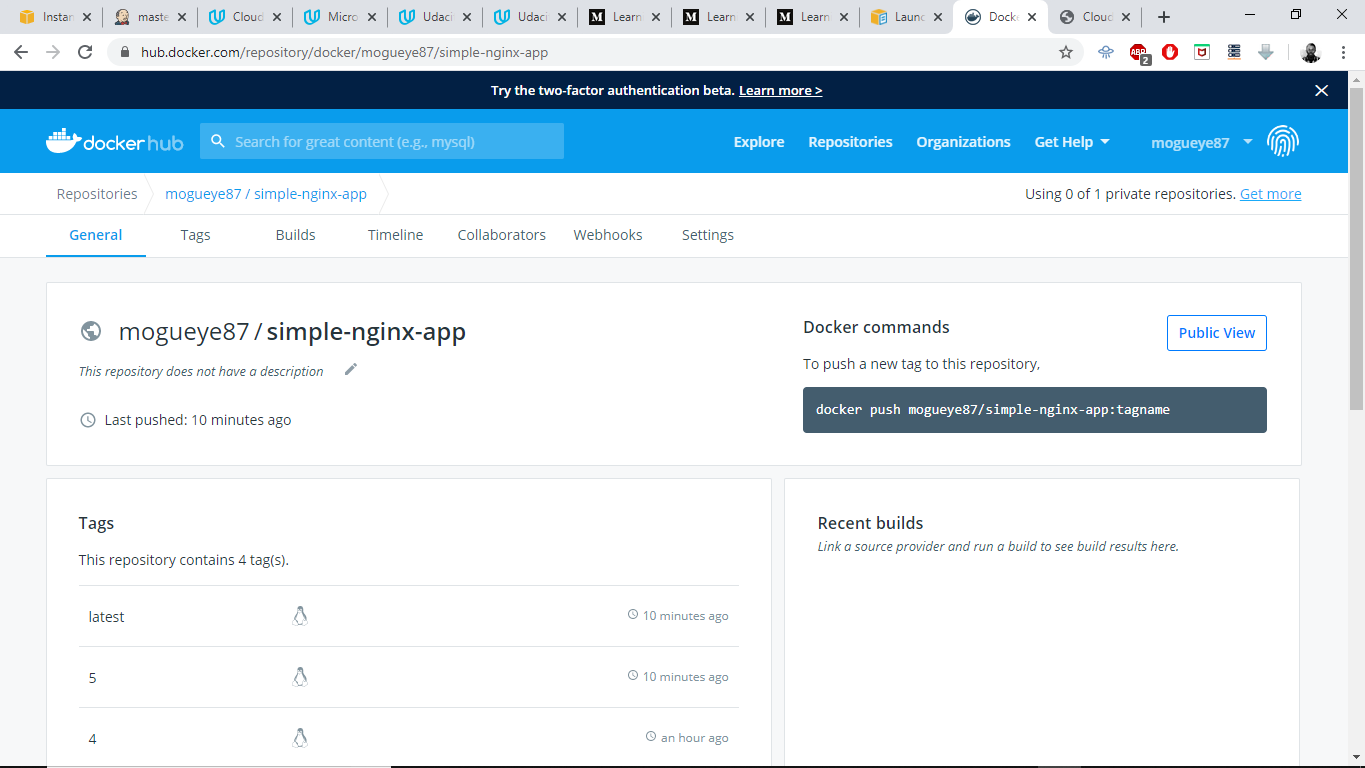 Instan
maste
Cloud
Micro
Udaci
Udaci
Learn
Learn
Learn
Launc
Docke
Cloud
hub.docker.com/repository/docker/mogueye87/simple-nginx-app
ABP
2
Try the two-factor authentication beta. Learn more >
docker hub
Search for great content (e.g., mysql)
Explore
Repositories
Organizations
Get Help
mogueye87
Repositories
mogueye87 / simple-nginx-app
Using 0 of 1 private repositories. Get more
General
Tags
Builds
Timeline
Collaborators
Webhooks
Settings
mogueye87 / simple-nginx-app
This repository does not have a description
Last pushed: 10 minutes ago
Docker commands
Public View
To push a new tag to this repository,
docker push mogueye87/simple-nginx-app:tagname
Tags
This repository contains 4 tag(s).
latest
10 minutes ago
5
10 minutes ago
4
an hour ago
Recent builds
Link a source provider and run a build to see build results here.